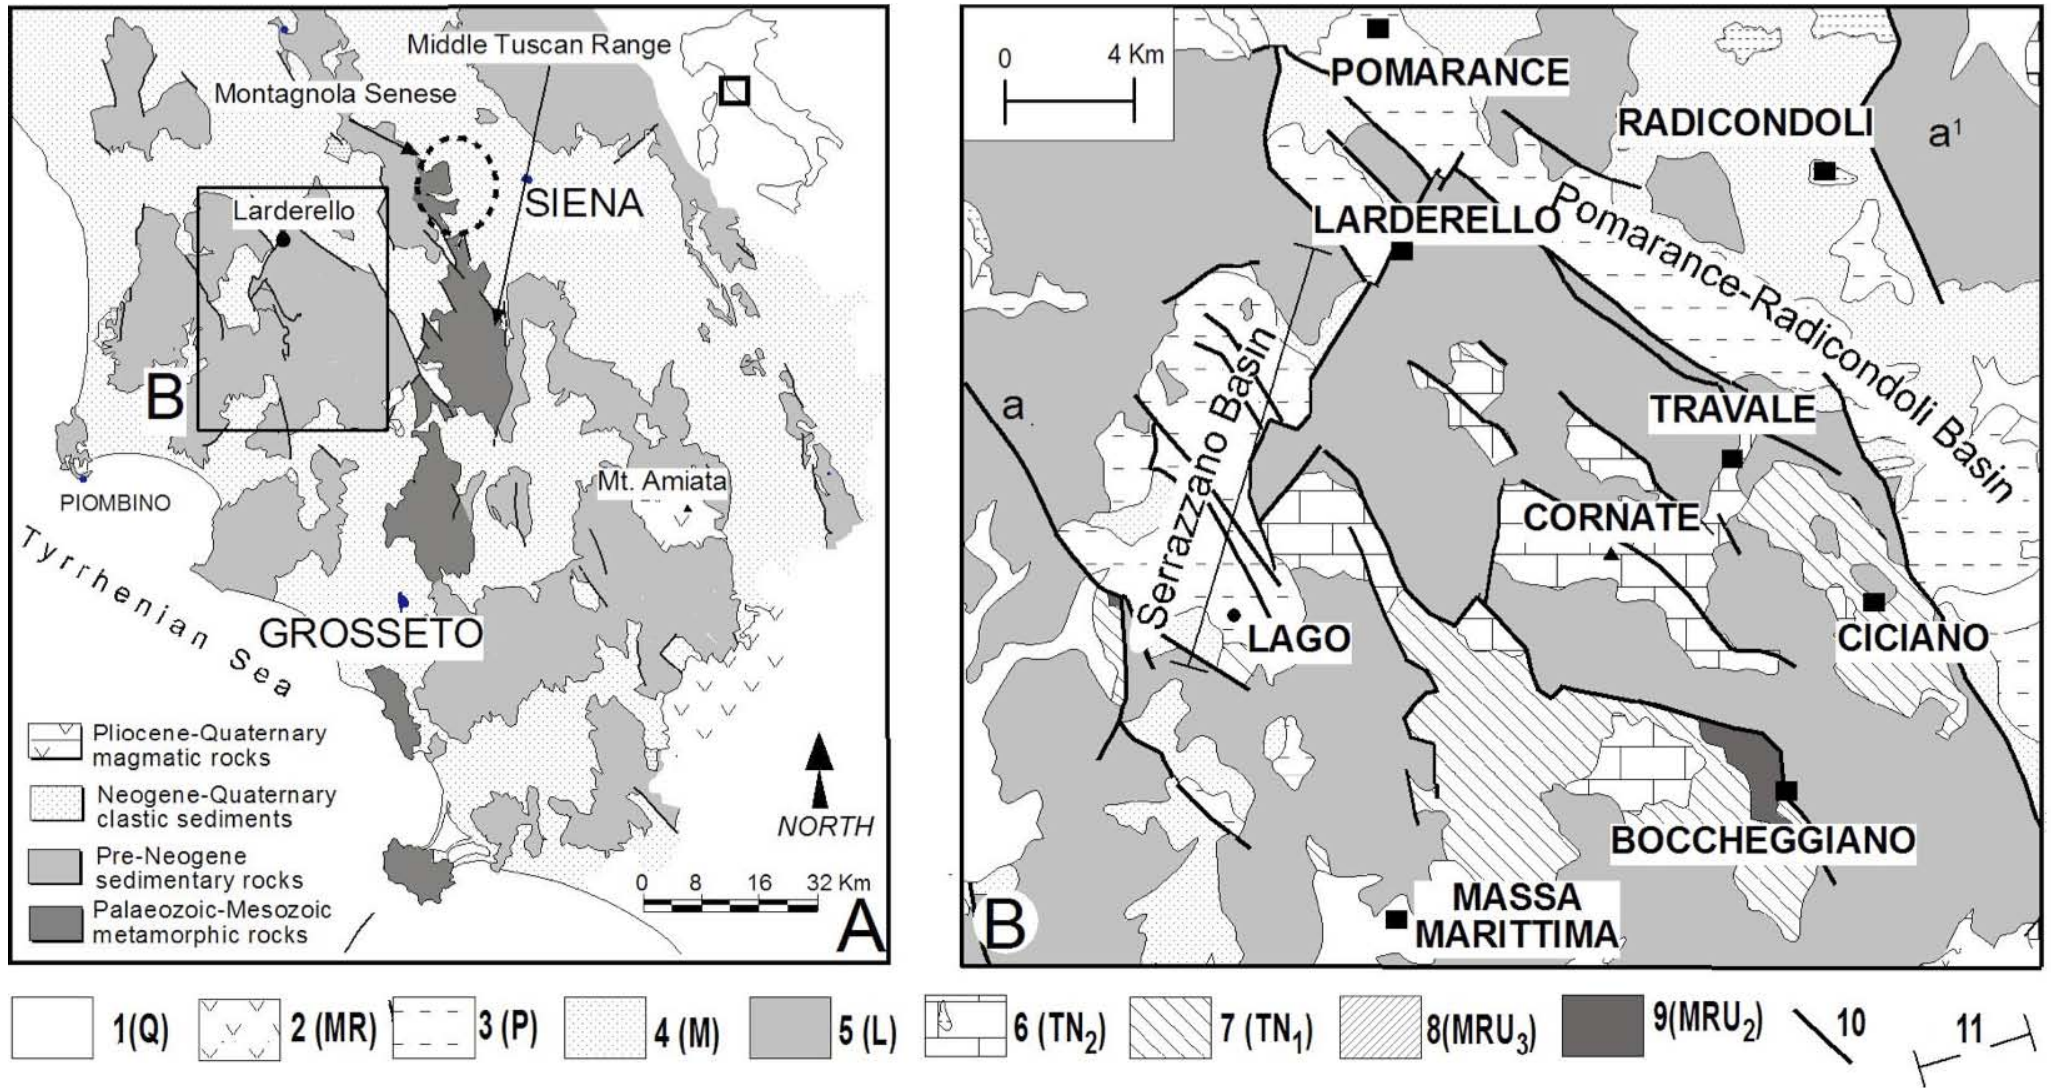 Middle Tuscan Range
Montagnola Senese
SIENA
Larderello
B
Mt. Amiata
PIOMBINO
Tyrrhenian Sea
GROSSETO
Pliocene-Quaternary
magmatic rocks
Neogene-Quaternary
clastic sediments
Pre-Neogene
sedimentary rocks
Palaeozoic-Mesozoic
metamorphic rocks
NORTH
0 8 16 32 Km
A
0 4 Km
POMARANCE
RADICONDOLI
a¹
LARDERELLO
Pomarance-Radicondoli Basin
a
Serrazzano Basin
TRAVALE
CORNATE
LAGO
CICIANO
BOCCHEGGIANO
MASSA
MARITTIMA
B
1(Q)
2 (MR)
3 (P)
4 (M)
5 (L)
6 (TN₂)
7 (TN₁)
8(MRU₃)
9(MRU₂)
10
11